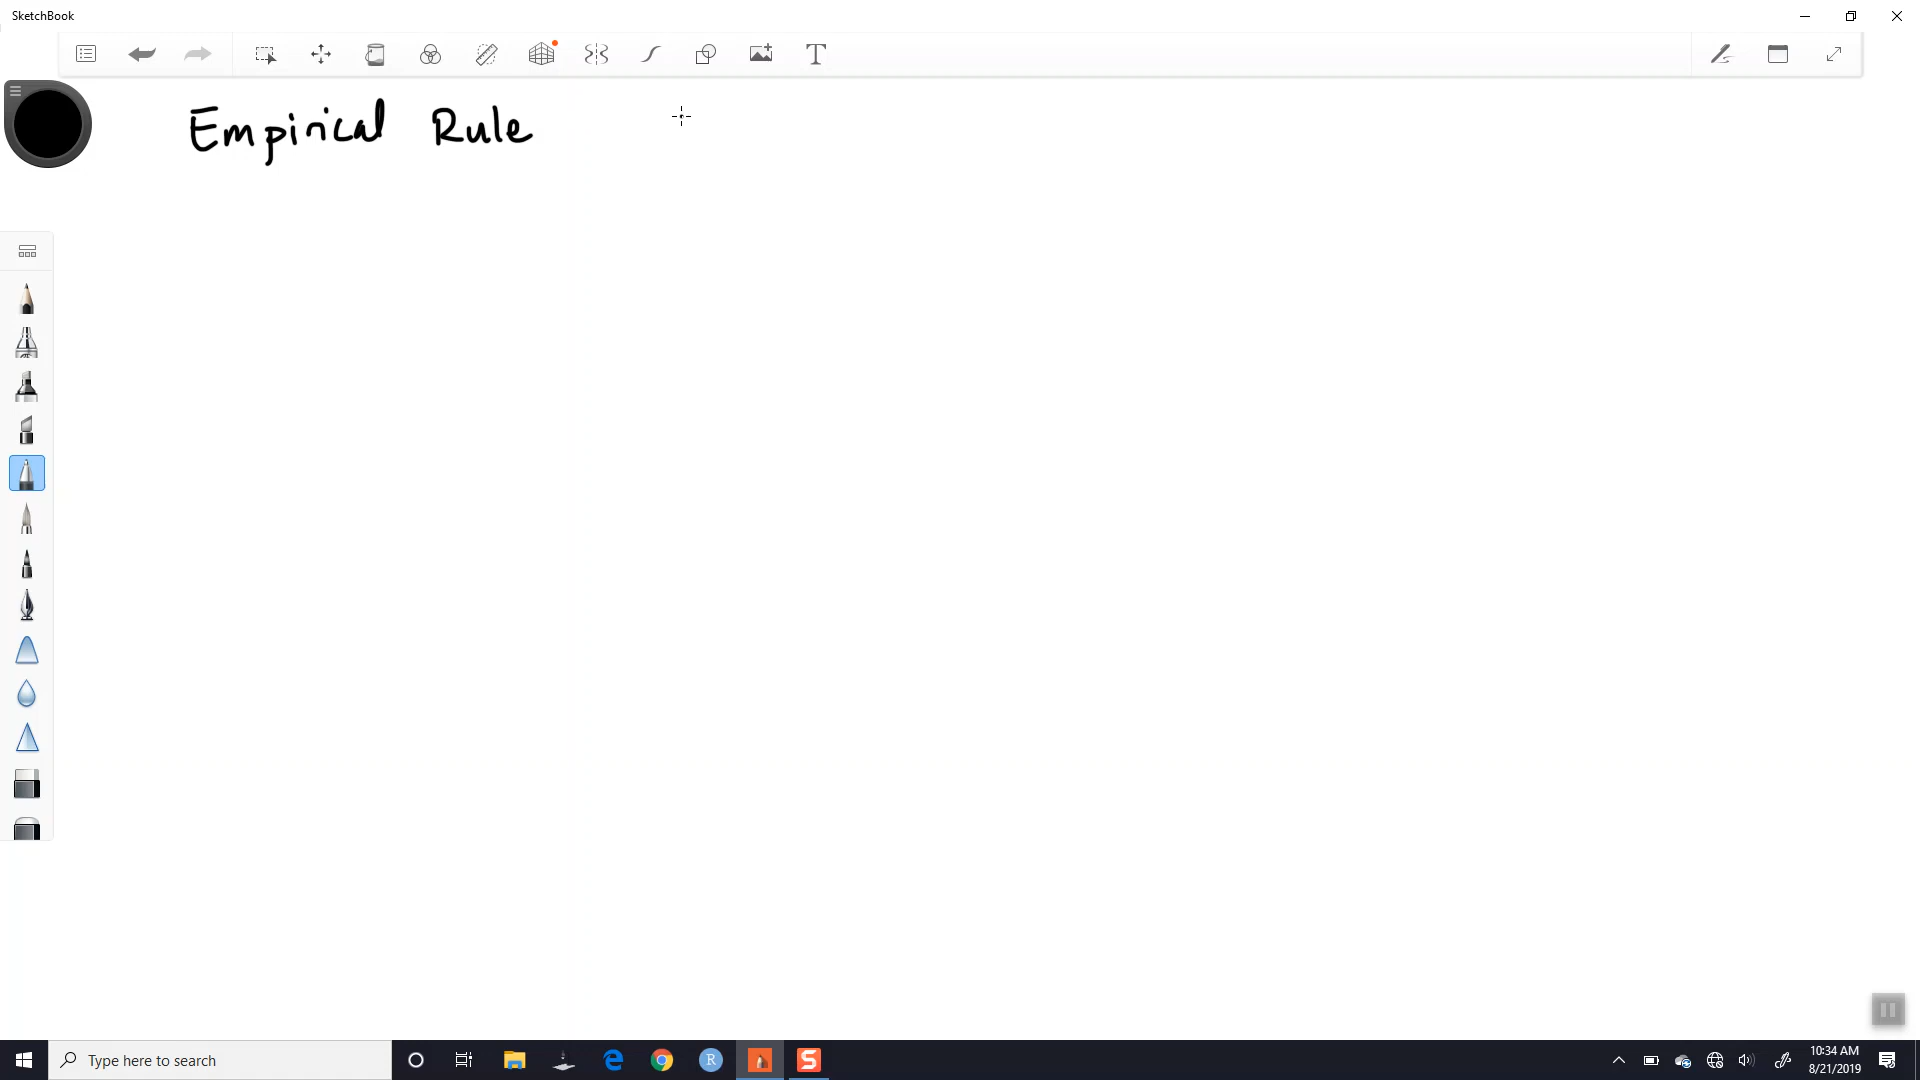 SketchBook
T
Empirical Rule
Type here to search
e
R
S
10:34 AM
8/21/2019